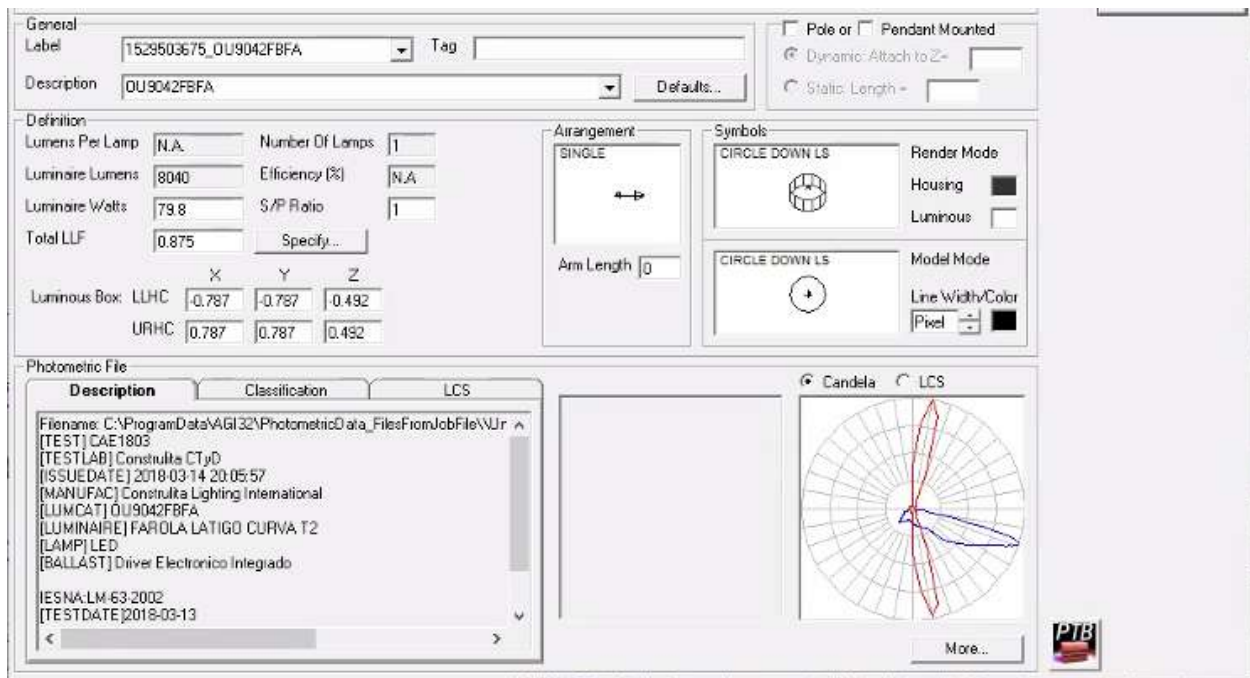 General
Label 1529503675_OU9042FBFA Tag
Pole or Pendant Mounted
Dynamic: Attach to Z=
Description OU9042FBFA Defaults...
Static: Length =
Definition
Lumens Per Lamp N.A. Number Of Lamps 1
Luminaire Lumens 8040 Efficiency (%) N.A
Luminaire Watts 79.8 S/P Ratio 1
Total LLF 0.875 Specify...
X Y Z
Luminous Box: LLHC -0.787 -0.787 -0.492
URHC 0.787 0.787 0.492
Arrangement
SINGLE
Arm Length 0
Symbols
CIRCLE DOWN LS
Render Mode
Housing
Luminous
CIRCLE DOWN LS
Model Mode
Line Width/Color
Pixel
Photometric File
Description Classification LCS
Filename: C:\ProgramData\AGI32\PhotometricData_FilesFromJobFile\\Ur
[TEST] CAE1803
[TESTLAB] Construlita CTyD
[ISSUEDATE] 2018-03-14 20:05:57
[MANUFAC] Construlita Lighting International
[LUMCAT] OU9042FBFA
[LUMINAIRE] FAROLA LATIGO CURVA T2
[LAMP] LED
[BALLAST] Driver Electronico Integrado
IESNA:LM-63-2002
[TESTDATE]2018-03-13
Candela LCS
More...
PTB